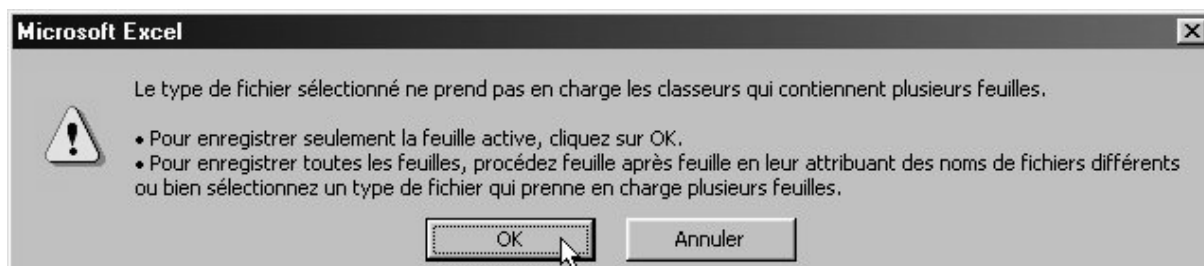 Microsoft Excel
Le type de fichier sélectionné ne prend pas en charge les classeurs qui contiennent plusieurs feuilles.
• Pour enregistrer seulement la feuille active, cliquez sur OK.
• Pour enregistrer toutes les feuilles, procédez feuille après feuille en leur attribuant des noms de fichiers différents
ou bien sélectionnez un type de fichier qui prenne en charge plusieurs feuilles.
OK Annuler